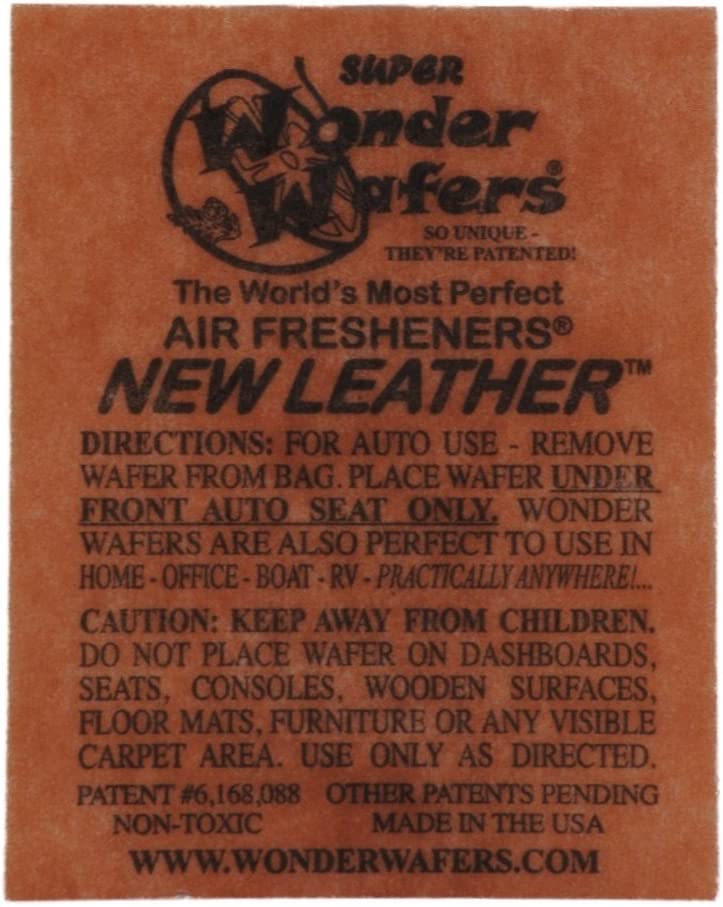 SUPER
Wonder
Wafers®
SO UNIQUE -
THEY'RE PATENTED!
The World's Most Perfect
AIR FRESHENERS®
NEW LEATHER™
DIRECTIONS: FOR AUTO USE - REMOVE
WAFER FROM BAG. PLACE WAFER UNDER
FRONT AUTO SEAT ONLY. WONDER
WAFERS ARE ALSO PERFECT TO USE IN
HOME - OFFICE - BOAT - RV - PRACTICALLY ANYWHERE!...
CAUTION: KEEP AWAY FROM CHILDREN.
DO NOT PLACE WAFER ON DASHBOARDS,
SEATS, CONSOLES, WOODEN SURFACES,
FLOOR MATS, FURNITURE OR ANY VISIBLE
CARPET AREA. USE ONLY AS DIRECTED.
PATENT #6,168,088 OTHER PATENTS PENDING
NON-TOXIC MADE IN THE USA
WWW.WONDERWAFERS.COM